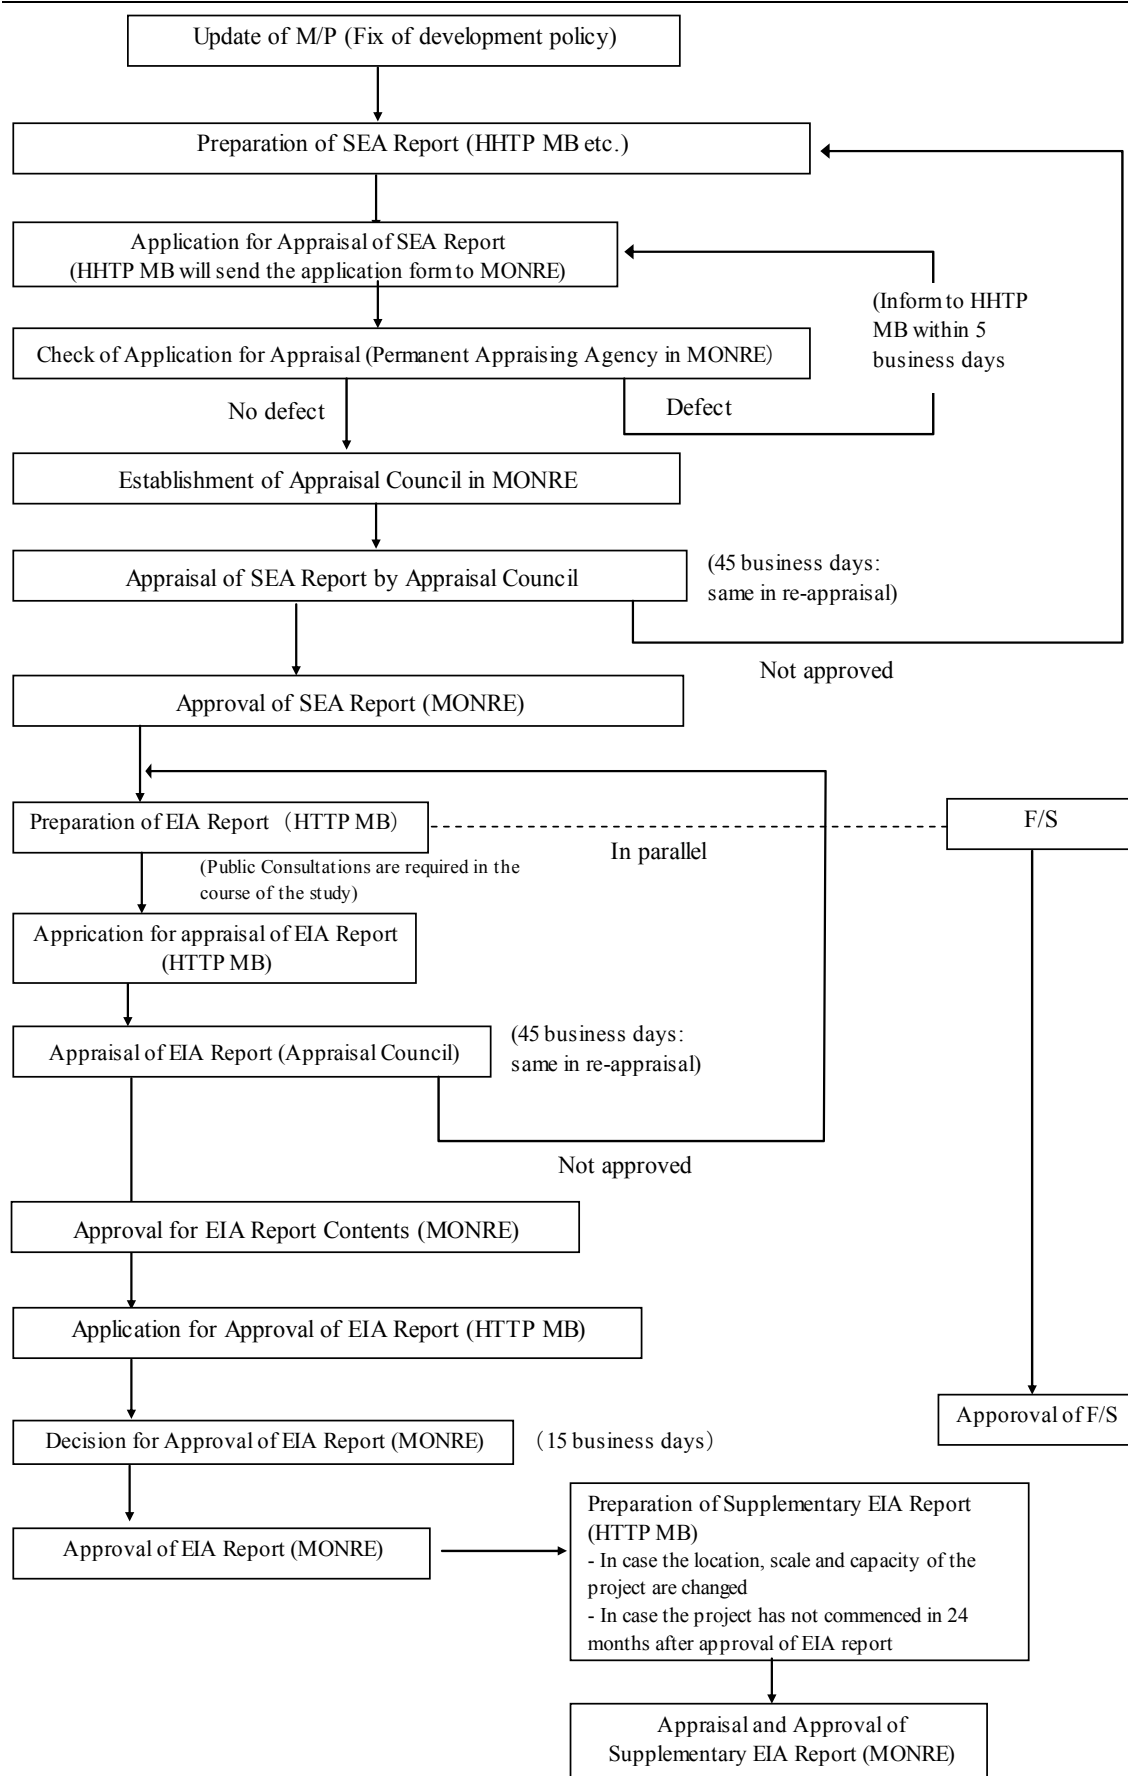 Update of M/P (Fix of development policy)
Preparation of SEA Report (HHTP MB etc.)
Application for Appraisal of SEA Report
(HHTP MB will send the application form to MONRE)
(Inform to HHTP
MB within 5
business days
Check of Application for Appraisal (Permanent Appraising Agency in MONRE)
No defect
Defect
Establishment of Appraisal Council in MONRE
Appraisal of SEA Report by Appraisal Council
(45 business days:
same in re-appraisal)
Not approved
Approval of SEA Report (MONRE)
Preparation of EIA Report (HTTP MB)
In parallel
F/S
(Public Consultations are required in the
course of the study)
Apprication for appraisal of EIA Report
(HTTP MB)
Appraisal of EIA Report (Appraisal Council)
(45 business days:
same in re-appraisal)
Not approved
Approval for EIA Report Contents (MONRE)
Application for Approval of EIA Report (HTTP MB)
Apporoval of F/S
Decision for Approval of EIA Report (MONRE)
(15 business days)
Approval of EIA Report (MONRE)
Preparation of Supplementary EIA Report
(HTTP MB)
- In case the location, scale and capacity of the
project are changed
- In case the project has not commenced in 24
months after approval of EIA report
Appraisal and Approval of
Supplementary EIA Report (MONRE)